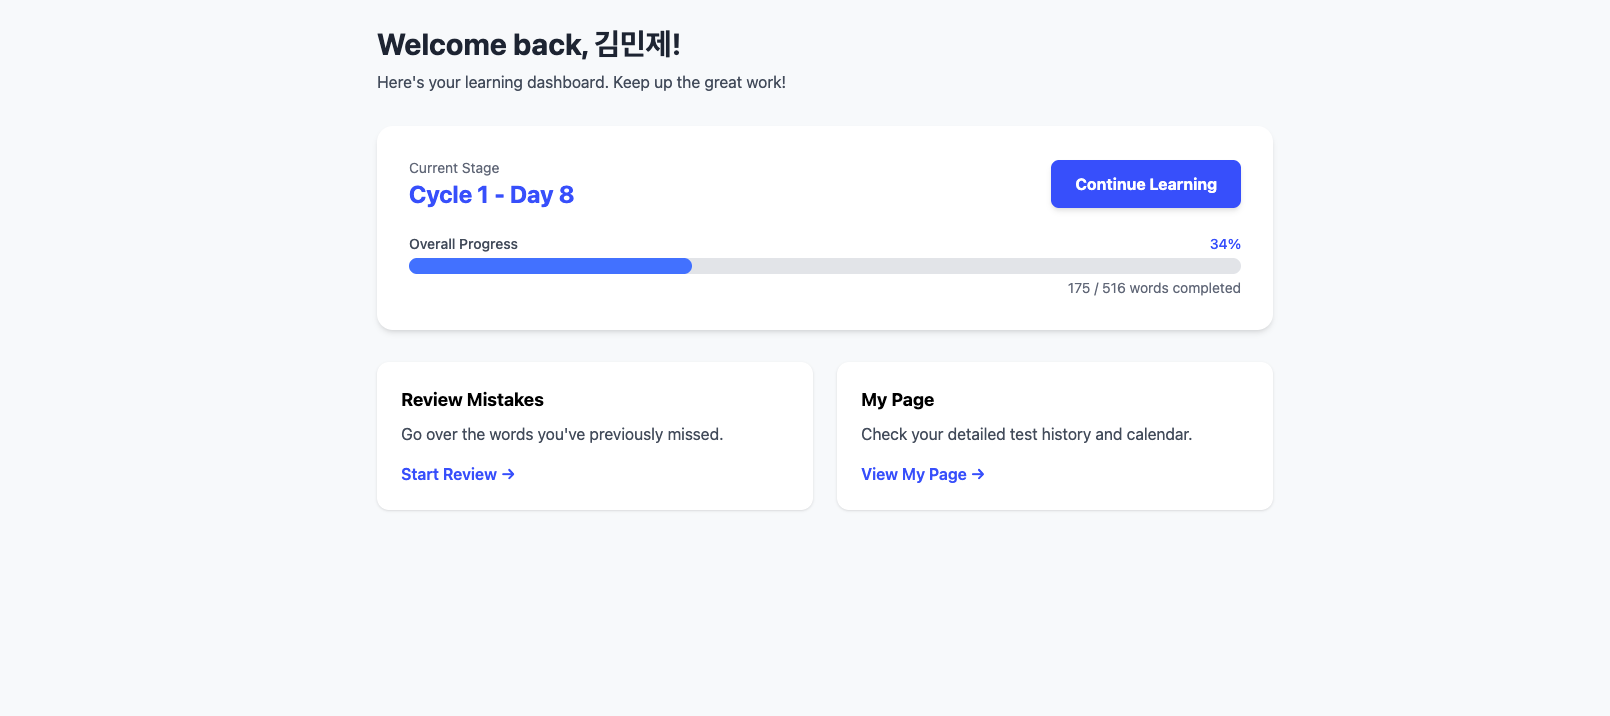 Welcome back, 김민제!
Here's your learning dashboard. Keep up the great work!
Current Stage
Cycle 1 - Day 8
Continue Learning
Overall Progress
34%
175 / 516 words completed
Review Mistakes
Go over the words you've previously missed.
Start Review →
My Page
Check your detailed test history and calendar.
View My Page →